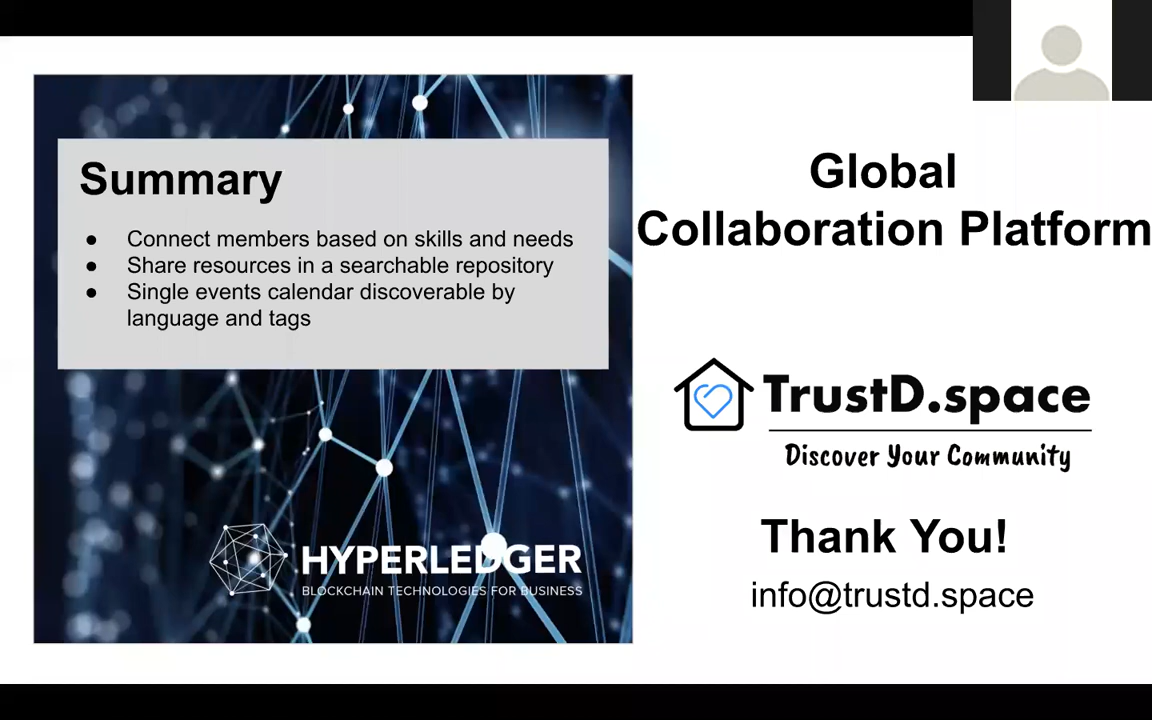 Summary
● Connect members based on skills and needs
● Share resources in a searchable repository
● Single events calendar discoverable by
language and tags
HYPERLEDGER
BLOCKCHAIN TECHNOLOGIES FOR BUSINESS
Global
Collaboration Platform
TrustD.space
Discover Your Community
Thank You!
info@trustd.space